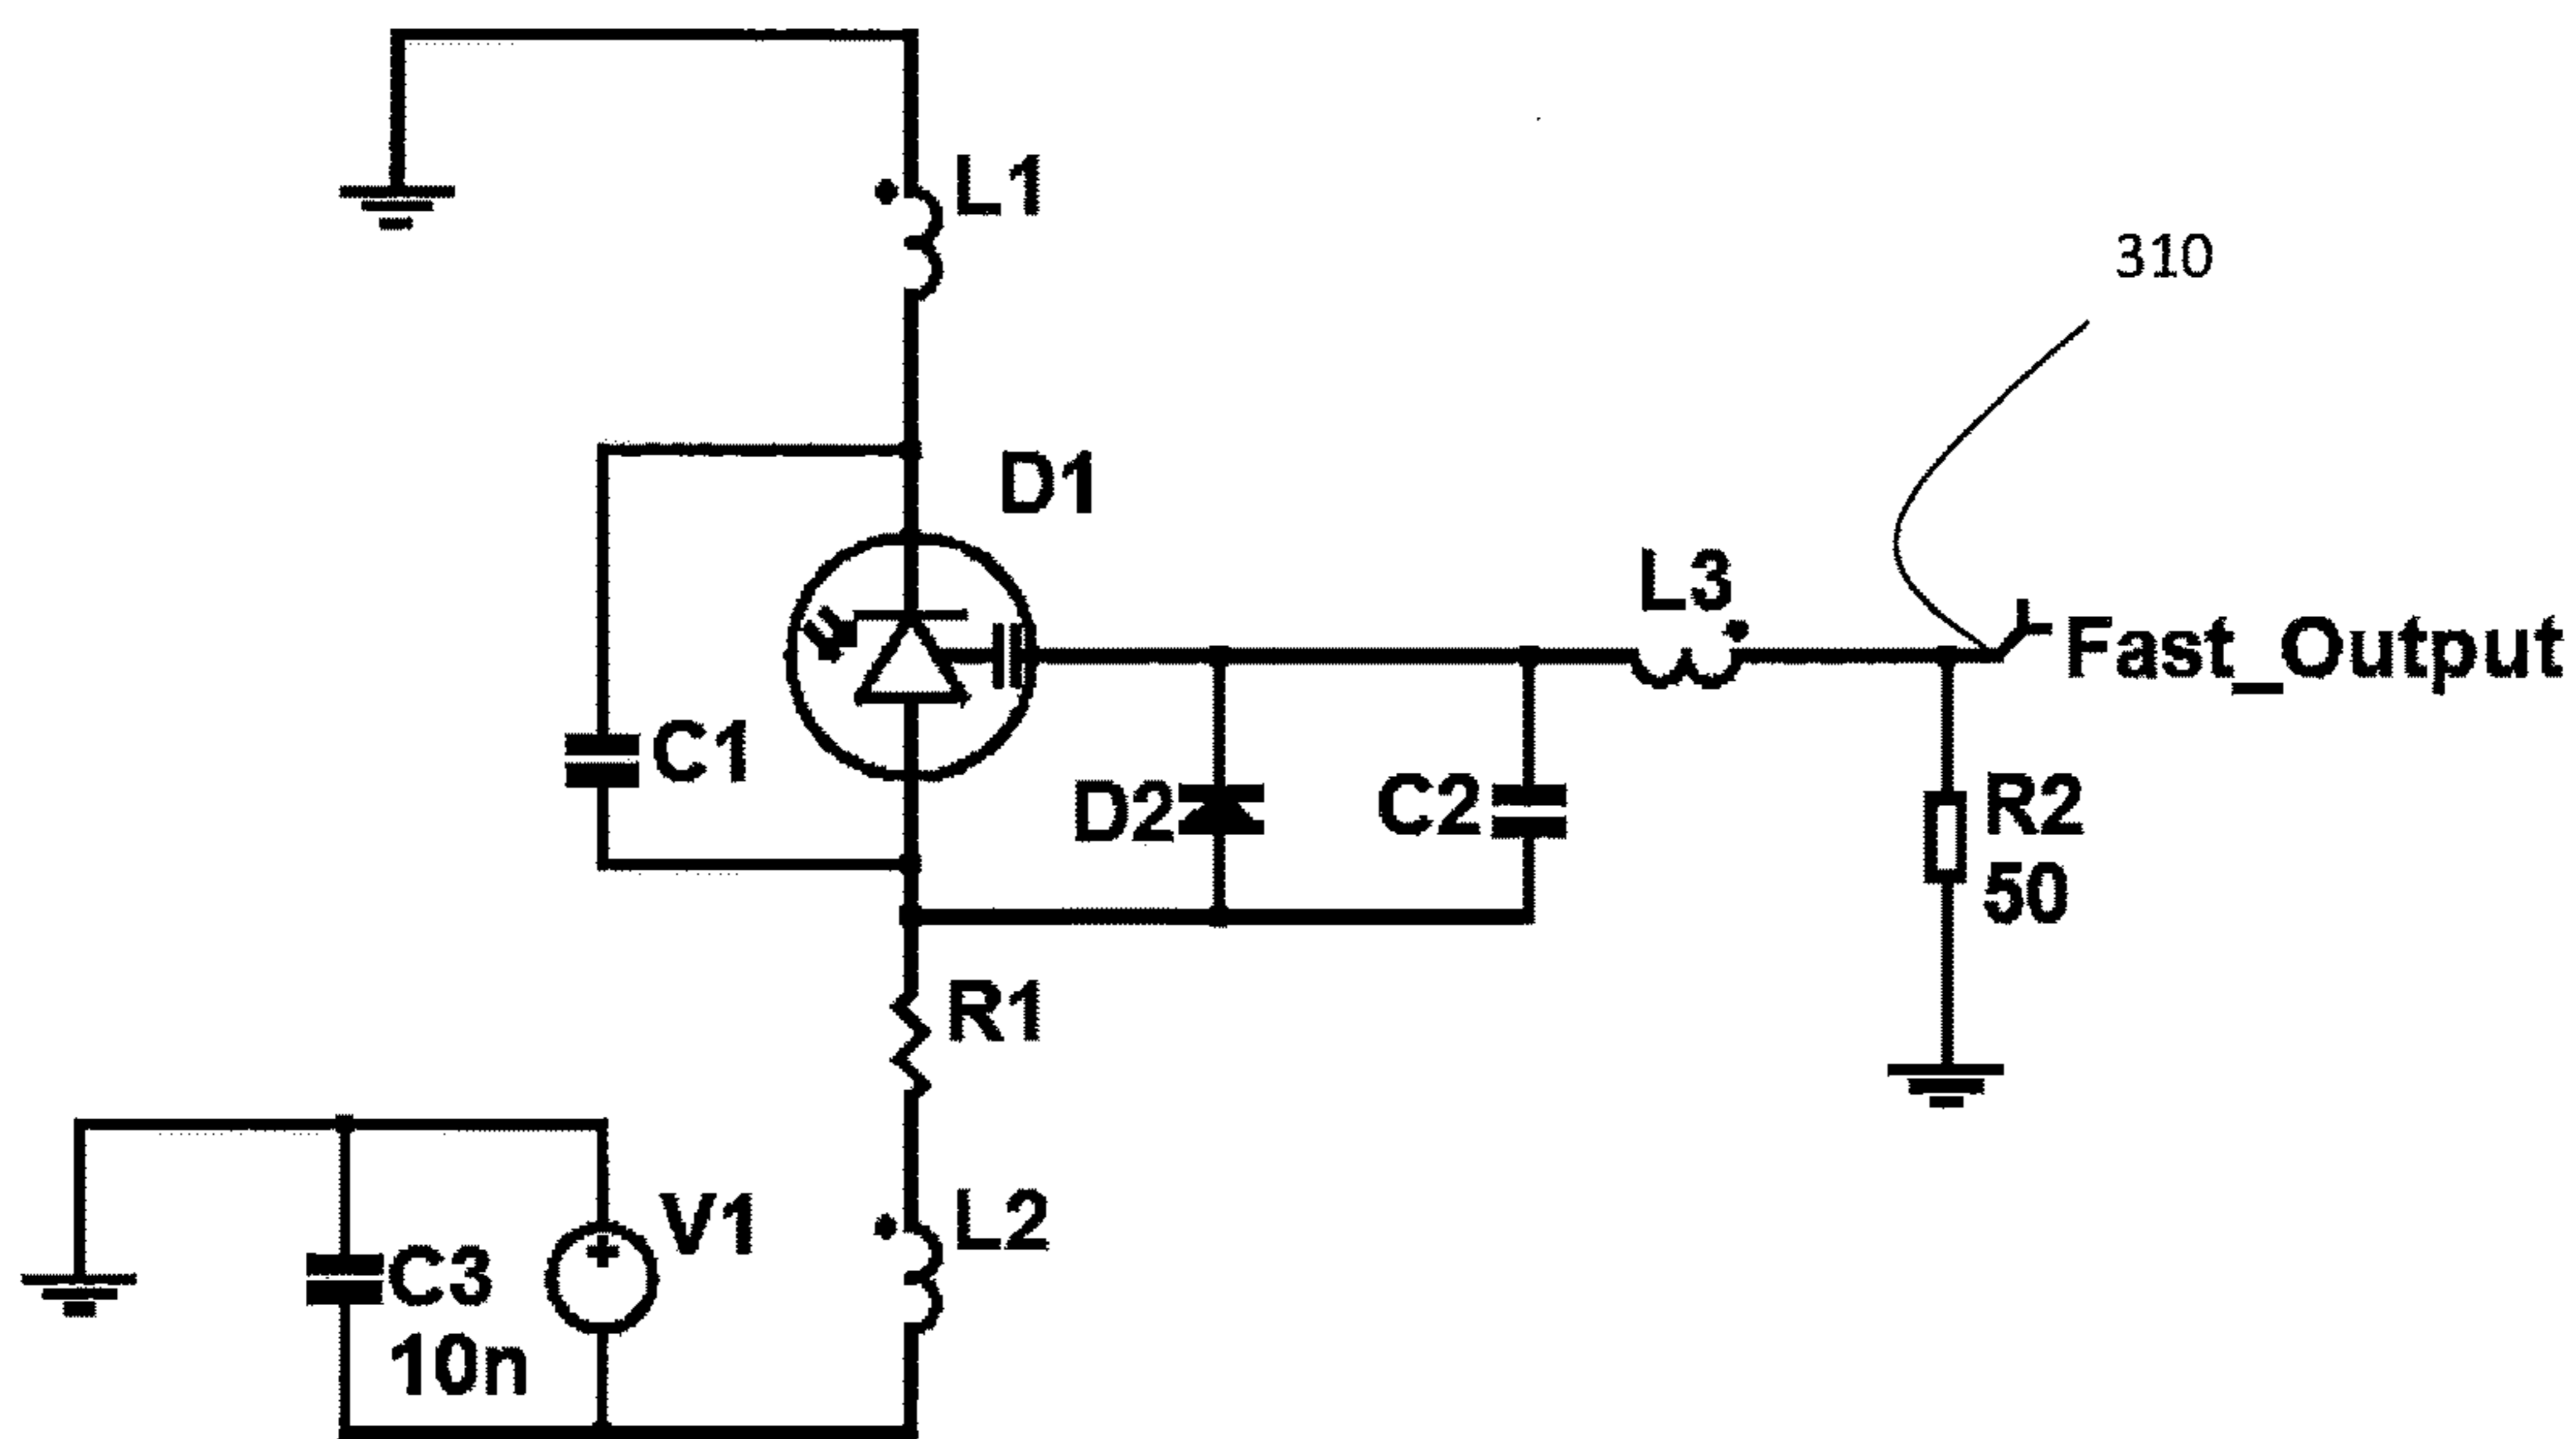 L1
310
D1
L3
Fast_Output
C1
D2
C2
R2
50
R1
V1
L2
C3
10n